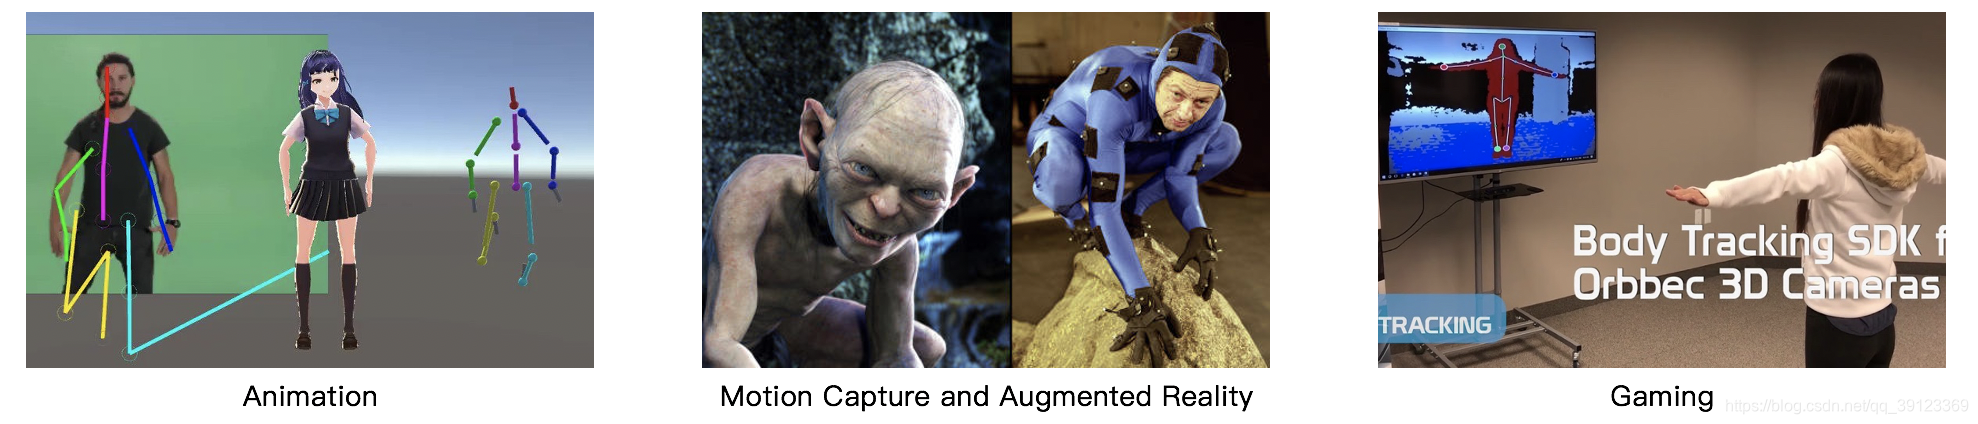 Body Tracking SDK f
Orbbec 3D Cameras
TRACKING
Animation
Motion Capture and Augmented Reality
Gaming
https://blog.csdn.net/qq_39123369